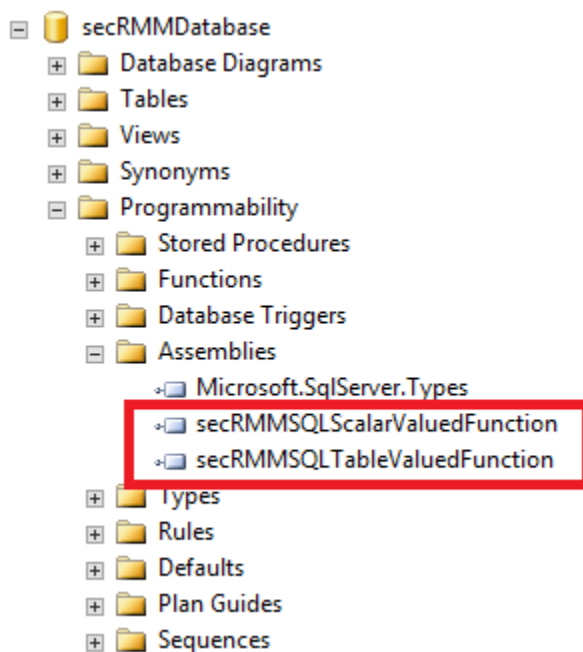 secRMMDatabase
Database Diagrams
Tables
Views
Synonyms
Programmability
Stored Procedures
Functions
Database Triggers
Assemblies
Microsoft.SqlServer.Types
secRMMSQLScalarValuedFunction
secRMMSQLTableValuedFunction
Types
Rules
Defaults
Plan Guides
Sequences